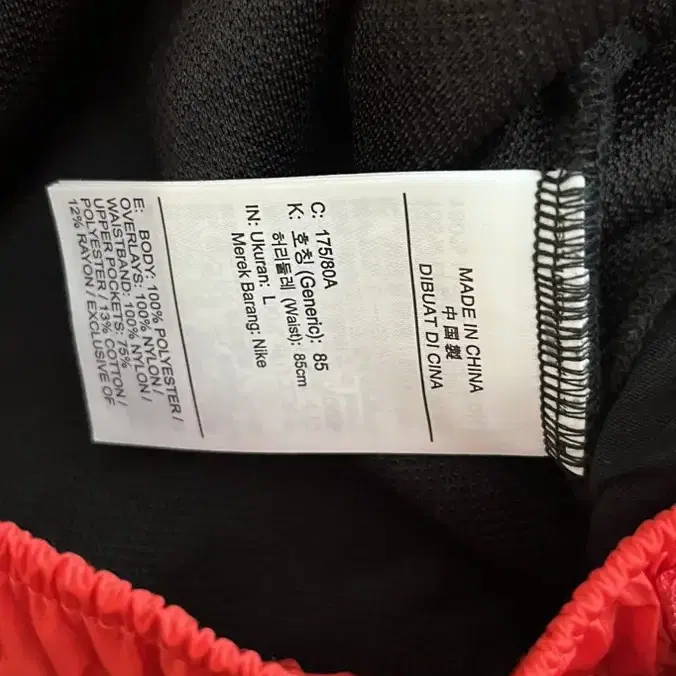 MADE IN CHINA
中国製
DIBUAT DI CINA
C: 175/80A
K: 호칭 (Generic): 85
허리둘레 (Waist): 85cm
IN: Ukuran: L
Merek Barang: Nike
E: BODY: 100% POLYESTER /
OVERLAYS: 100% NYLON /
WAISTBAND: 100% NYLON /
UPPER POCKETS: 75%
POLYESTER / 13% COTTON /
12% RAYON / EXCLUSIVE OF